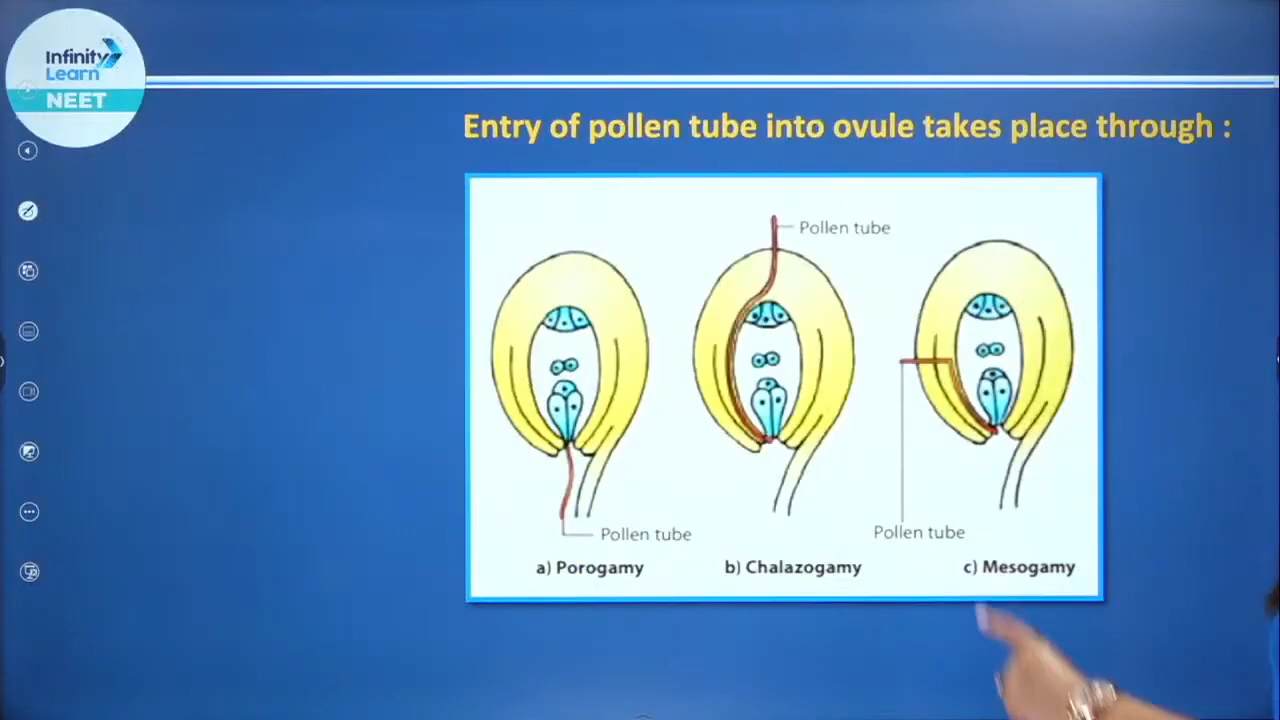 Infinity
Learn
NEET
Entry of pollen tube into ovule takes place through :
Pollen tube
Pollen tube
Pollen tube
a) Porogamy
b) Chalazogamy
c) Mesogamy